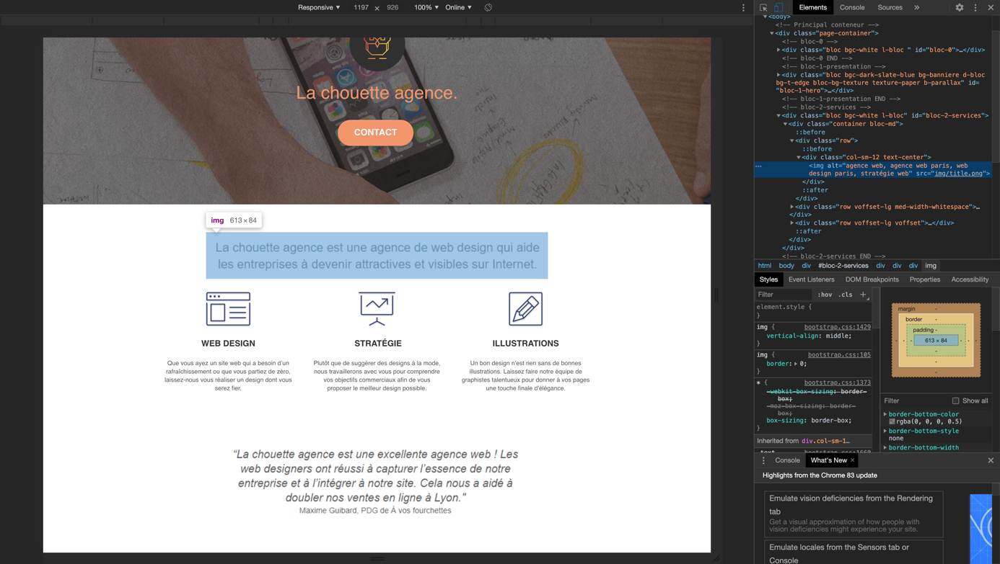 Responsive ▼ 1197 × 926 100% ▼ Online ▼
Elements Console Sources »
La chouette agence.
CONTACT
img 613 × 84
La chouette agence est une agence de web design qui aide
les entreprises à devenir attractives et visibles sur Internet.
WEB DESIGN
Que vous ayez un site web qui a besoin d'un
rafraîchissement ou que vous partiez de zéro,
laissez-nous vous réaliser un design dont vous
serez fier.
STRATÉGIE
Plutôt que de suggérer des designs à la mode,
nous travaillerons avec vous pour comprendre
vos objectifs commerciaux afin de vous
proposer le meilleur design possible.
ILLUSTRATIONS
Un bon design n'est rien sans de bonnes
illustrations. Laissez faire notre équipe de
graphistes talentueux pour donner à vos pages
une touche finale d'élégance.
“La chouette agence est une excellente agence web ! Les
web designers ont réussi à capturer l'essence de notre
entreprise et à l'intégrer à notre site. Cela nous a aidé à
doubler nos ventes en ligne à Lyon."
Maxime Guibard, PDG de À vos fourchettes
<body>
<!-- Principal conteneur -->
<div class="page-container">
<!-- bloc-0 -->
<div class="bloc bgc-white l-bloc " id="bloc-0">…</div>
<!-- bloc-0 END -->
<!-- bloc-1-presentation -->
<div class="bloc bgc-dark-slate-blue bg-banniere d-bloc
bg-t-edge bloc-bg-texture texture-paper b-parallax" id=
"bloc-1-hero">…</div>
<!-- bloc-1-presentation END -->
<!-- bloc-2-services -->
<div class="bloc bgc-white l-bloc" id="bloc-2-services">
<div class="container bloc-md">
::before
<div class="row">
::before
<div class="col-sm-12 text-center">
<img alt="agence web, agence web paris, web
design paris, stratégie web" src="img/title.png">
</div>
::after
</div>
<div class="row voffset-lg med-width-whitespace">…
</div>
<div class="row voffset-lg voffset">…</div>
::after
</div>
</div>
<!-- bloc-2-services END -->
html body div #bloc-2-services div div div img
Styles Event Listeners DOM Breakpoints Properties Accessibility
Filter :hov .cls +
element.style {
}
img { bootstrap.css:1429
vertical-align: middle;
}
img { bootstrap.css:105
border: 0;
}
* { bootstrap.css:1373
-webkit-box-sizing: border-
box;
-moz-box-sizing: border-
box;
box-sizing: border-box;
}
Inherited from div.col-sm-1…
.text bootstrap.css:1660
margin -
border -
padding -
613 × 84
Filter Show all
border-bottom-color
rgba(0, 0, 0, 0.5)
border-bottom-style
none
border-bottom-width
Console What's New ×
Highlights from the Chrome 83 update
Emulate vision deficiencies from the Rendering
tab
Get a visual approximation of how people with
vision deficiencies might experience your site.
Emulate locales from the Sensors tab or
Console